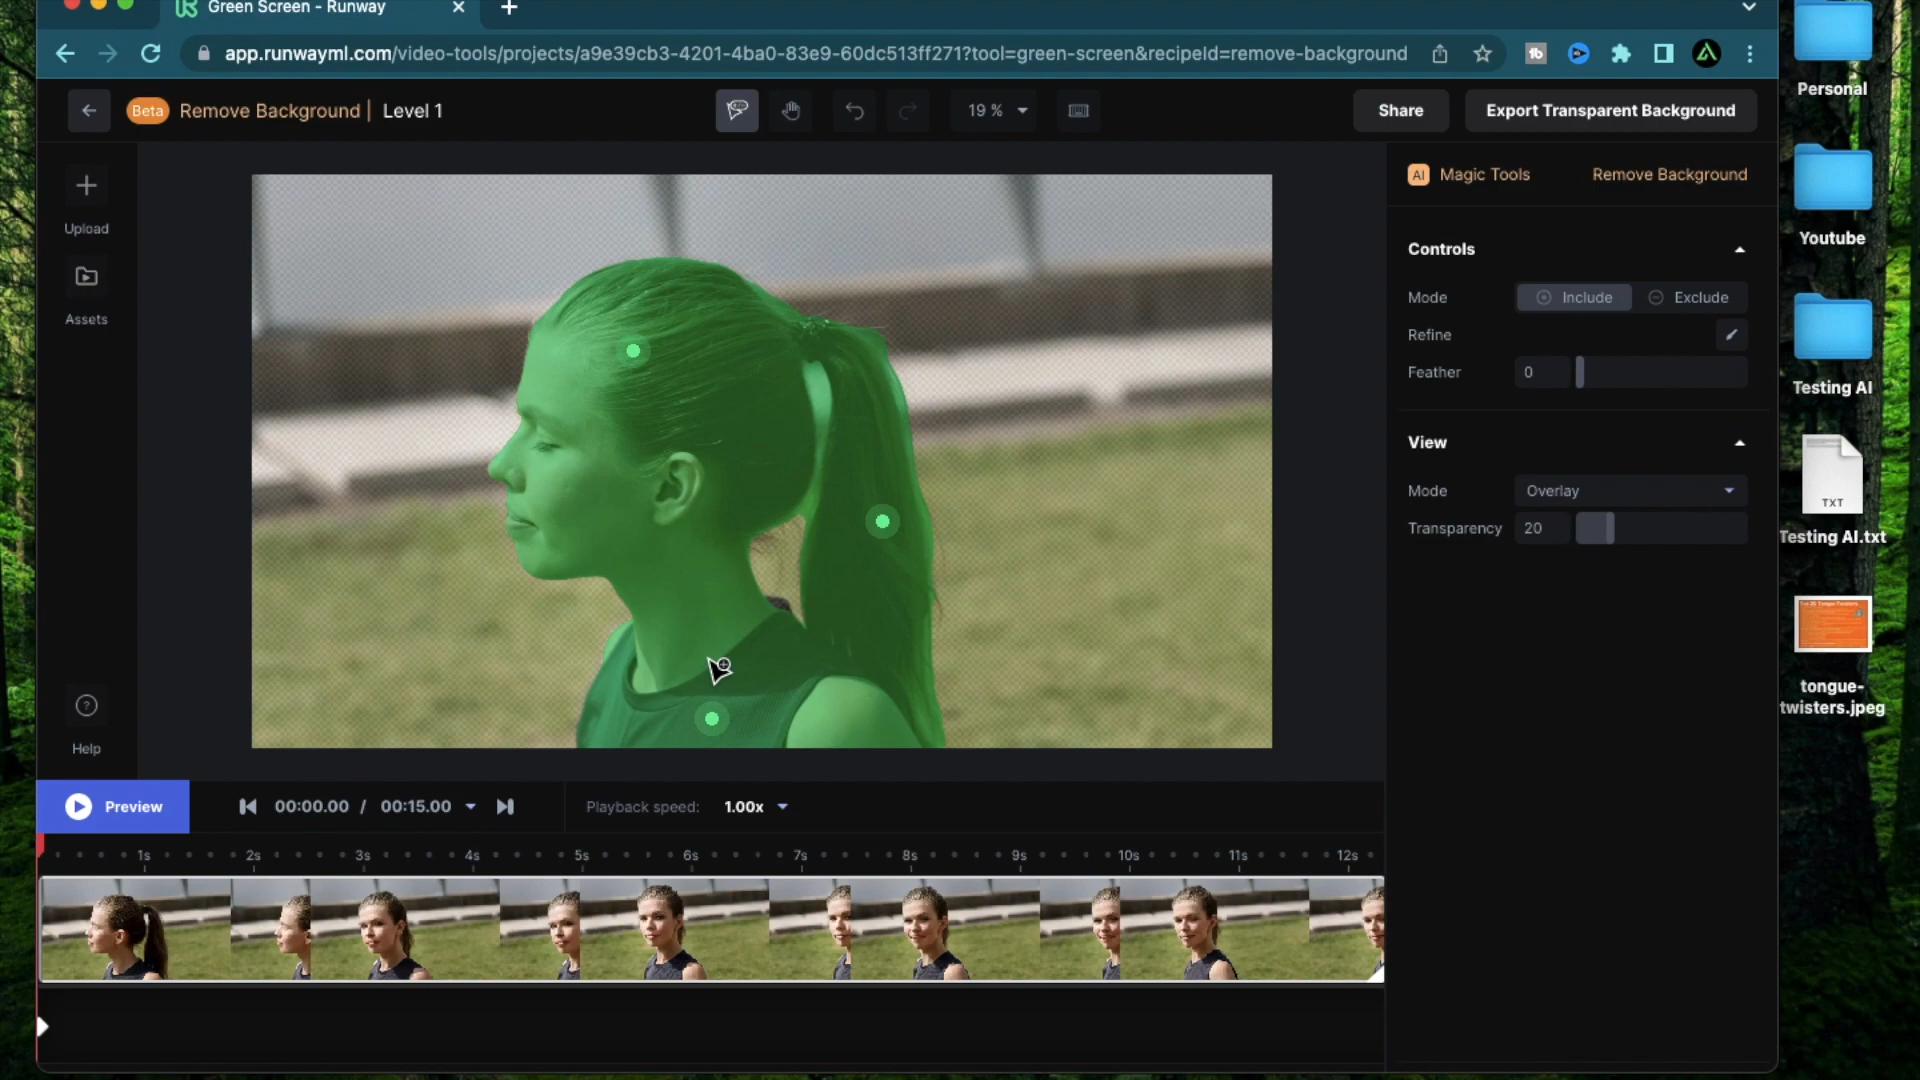 Green Screen - Runway
app.runwayml.com/video-tools/projects/a9e39cb3-4201-4ba0-83e9-60dc513ff271?tool=green-screen&recipeId=remove-background
Beta Remove Background | Level 1
19 %
Share
Export Transparent Background
Upload
Assets
Help
AI Magic Tools
Remove Background
Controls
Mode Include Exclude
Refine
Feather 0
View
Mode Overlay
Transparency 20
Preview
00:00.00 / 00:15.00
Playback speed: 1.00x
1s 2s 3s 4s 5s 6s 7s 8s 9s 10s 11s 12s
Personal
Youtube
Testing AI
TXT
Testing AI.txt
tongue-
twisters.jpeg